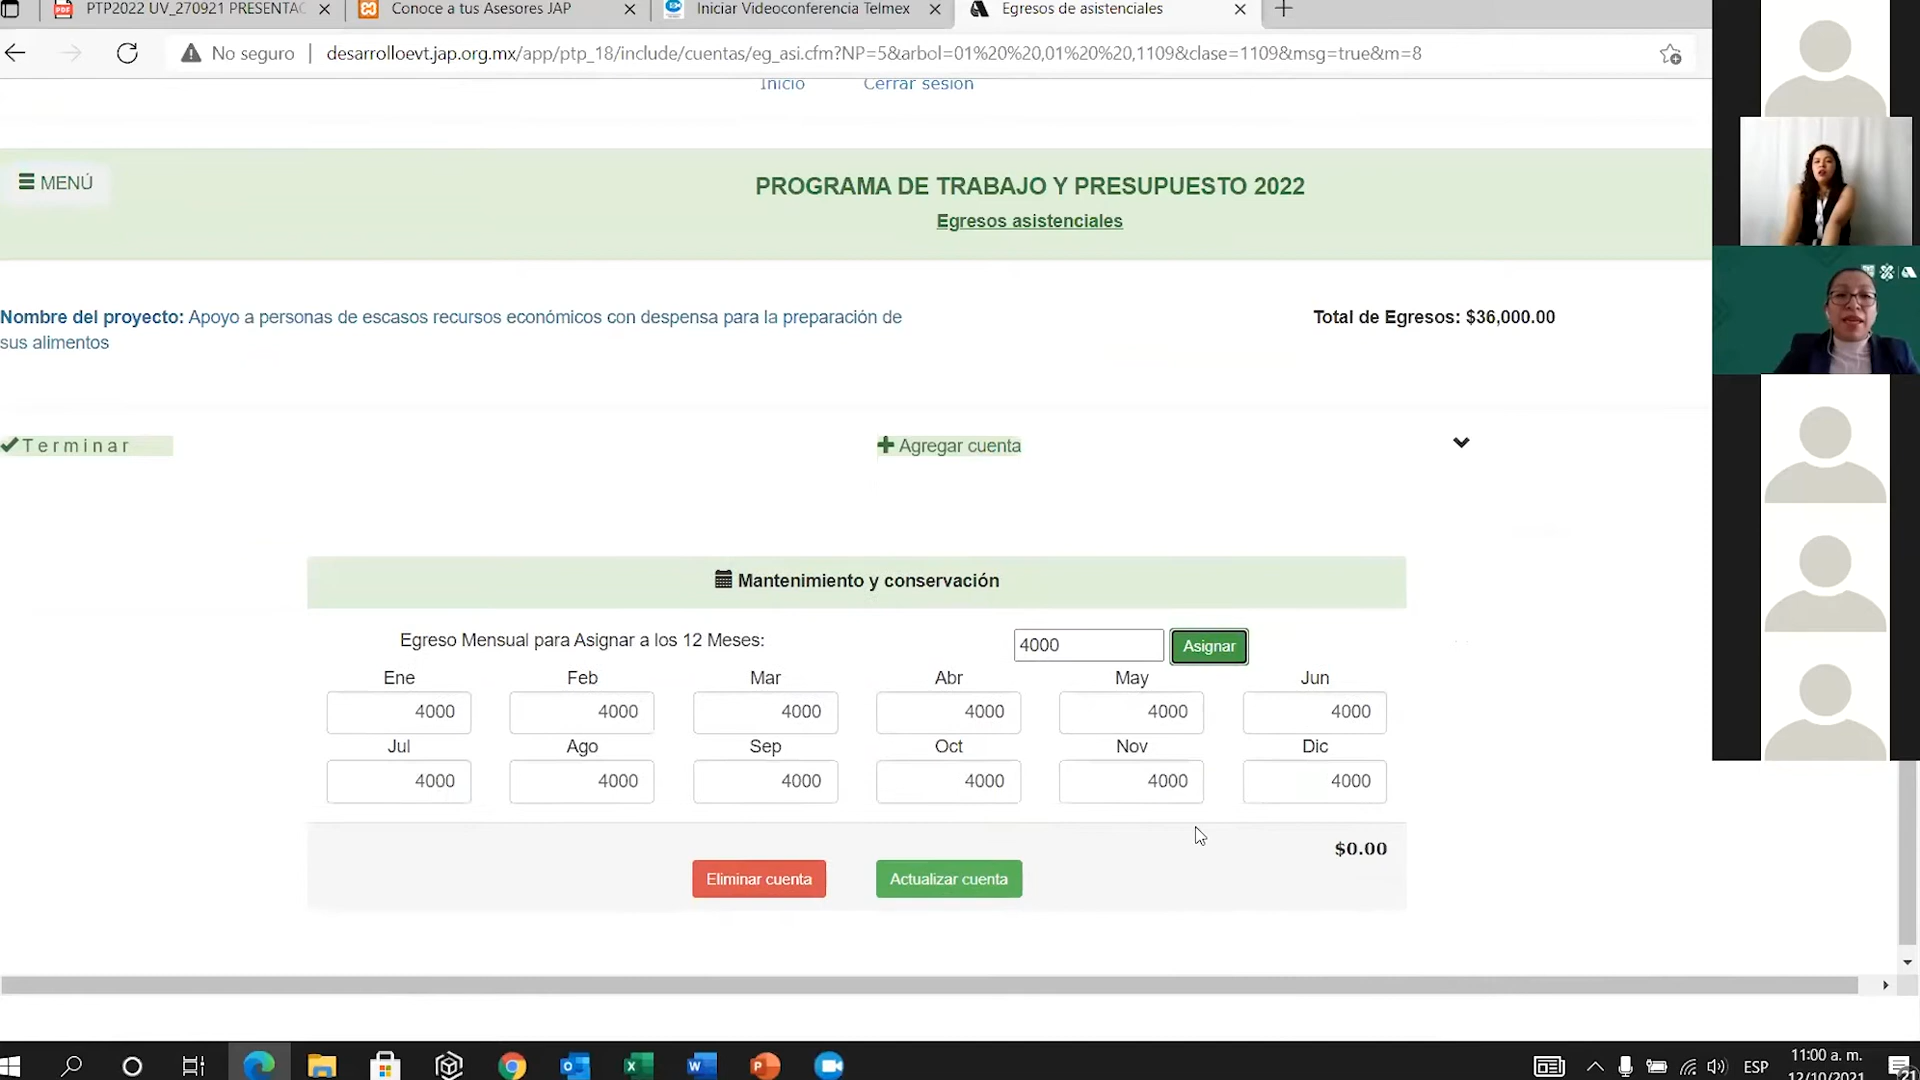 PTP2022 UV_270921 PRESENTAC
Conoce a tus Asesores JAP
Iniciar Videoconferencia Telmex
Egresos de asistenciales
No seguro
desarrolloevt.jap.org.mx/app/ptp_18/include/cuentas/eg_asi.cfm?NP=5&arbol=01%20%20,01%20%20,1109&clase=1109&msg=true&m=8
Inicio
Cerrar sesión
MENÚ
PROGRAMA DE TRABAJO Y PRESUPUESTO 2022
Egresos asistenciales
Nombre del proyecto: Apoyo a personas de escasos recursos económicos con despensa para la preparación de
sus alimentos
Total de Egresos: $36,000.00
Terminar
Agregar cuenta
Mantenimiento y conservación
Egreso Mensual para Asignar a los 12 Meses:
4000
Asignar
Ene Feb Mar Abr May Jun
4000 4000 4000 4000 4000 4000
Jul Ago Sep Oct Nov Dic
4000 4000 4000 4000 4000 4000
$0.00
Eliminar cuenta
Actualizar cuenta
ESP
11:00 a. m.
12/10/2021
21